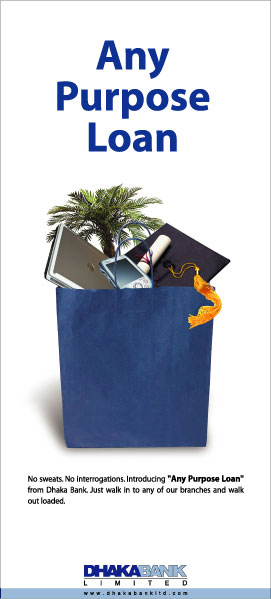 Any
Purpose
Loan
No sweats. No interrogations. Introducing "Any Purpose Loan"
from Dhaka Bank. Just walk in to any of our branches and walk
out loaded.
DHAKABANK
LIMITED
www.dhakabankltd.com